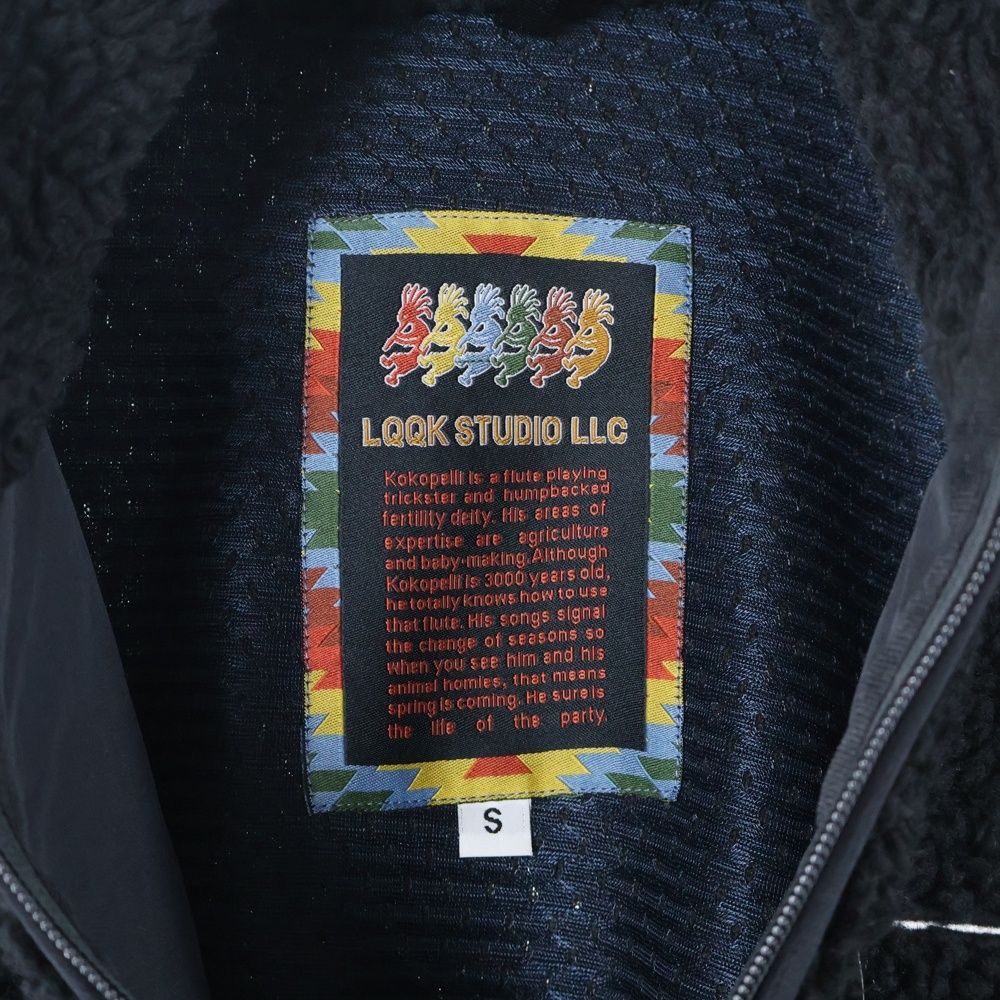 LQQK STUDIO LLC
Kokopelli is a flute playing
trickster and humpbacked
fertility deity. His areas of
expertise are agriculture
and baby-making. Although
Kokopelli is 3000 years old,
he totally knows how to use
that flute. His songs signal
the change of seasons so
when you see him and his
animal homies, that means
spring is coming. He sure is
the life of the party.
S